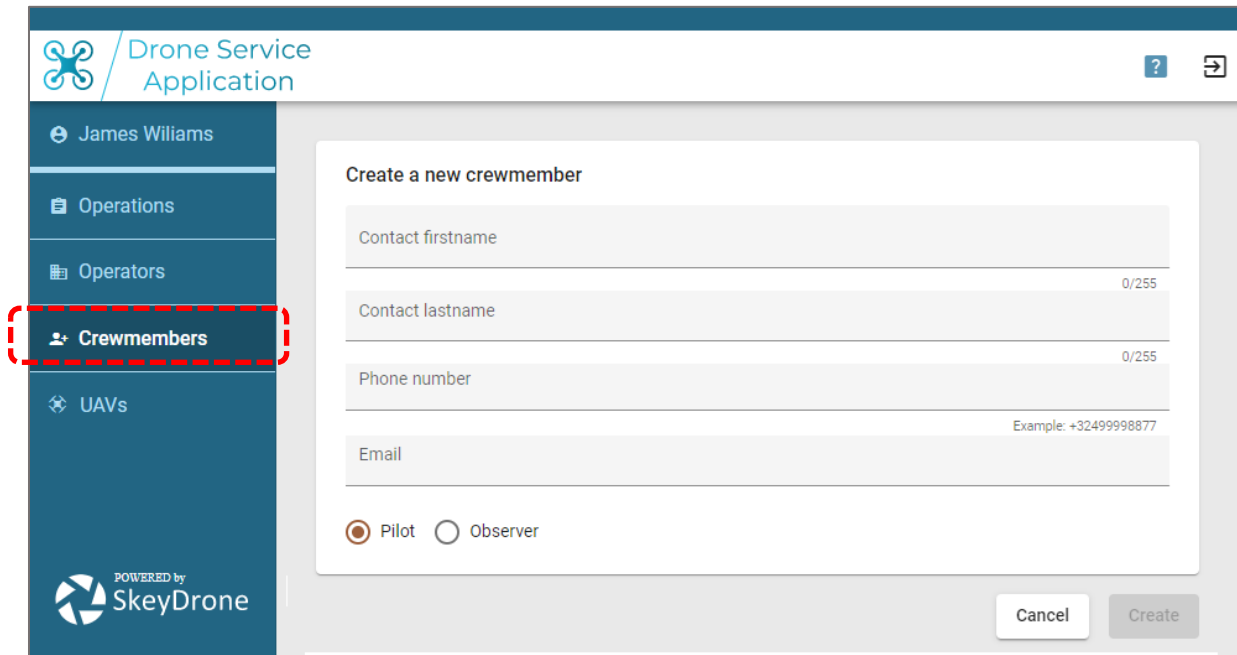 Drone Service
Application
?
James Wiliams
Operations
Operators
Crewmembers
UAVs
POWERED by
SkeyDrone
Create a new crewmember
Contact firstname
0/255
Contact lastname
0/255
Phone number
Example: +32499998877
Email
Pilot
Observer
Cancel
Create